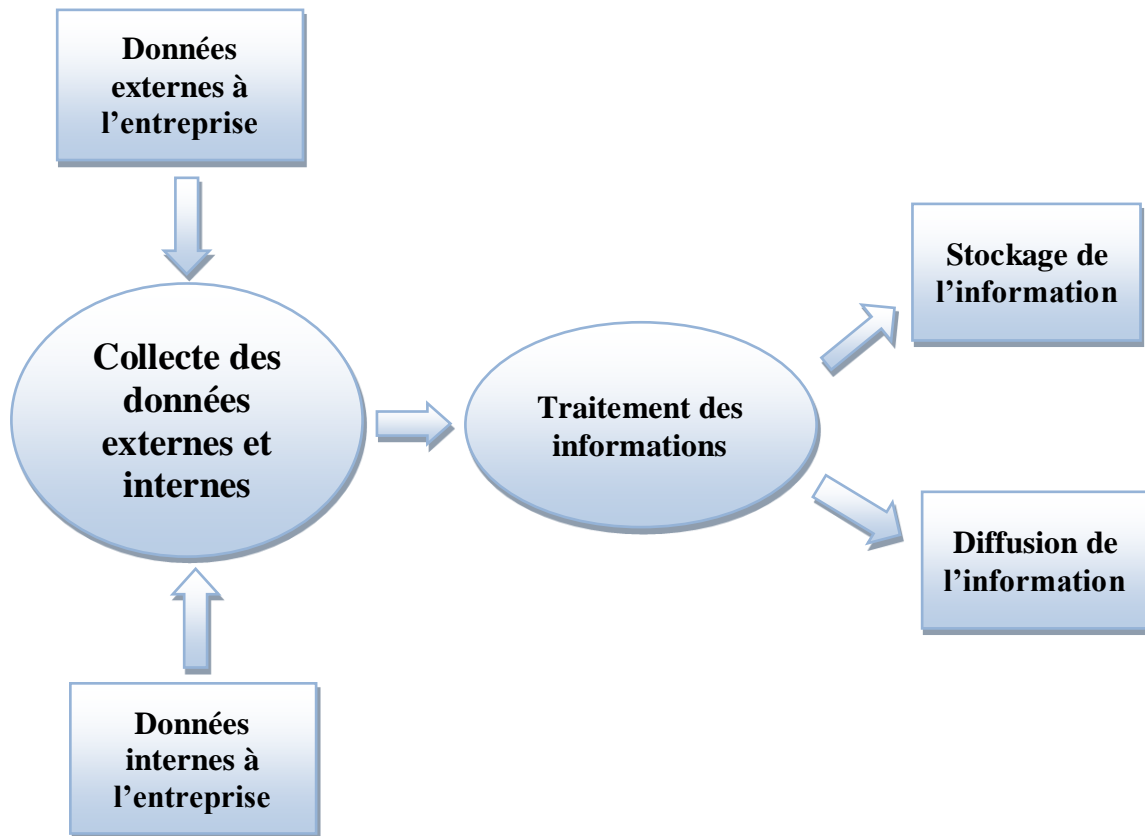 Données
externes à
l’entreprise
Collecte des
données
externes et
internes
Données
internes à
l’entreprise
Traitement des
informations
Stockage de
l’information
Diffusion de
l’information